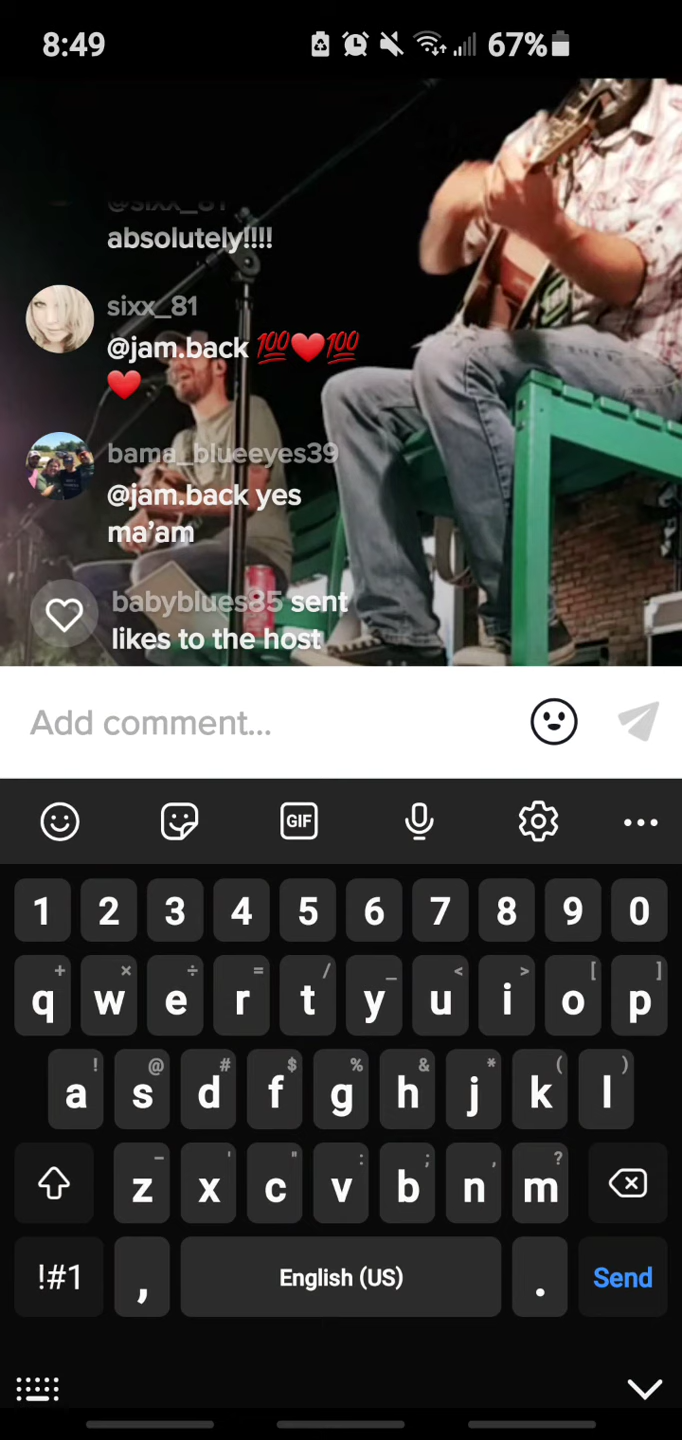 8:49
67%
@sixx_81
absolutely!!!!
sixx_81
@jam.back 💯❤️💯
❤️
bama_blueeyes39
@jam.back yes
ma’am
babyblues85 sent
likes to the host
Add comment...
GIF
1 2 3 4 5 6 7 8 9 0
+ × ÷ = / _ < > [ ]
q w e r t y u i o p
! @ # $ % & * ( )
a s d f g h j k l
- ' " : ; , ?
z x c v b n m
!#1 , English (US) . Send